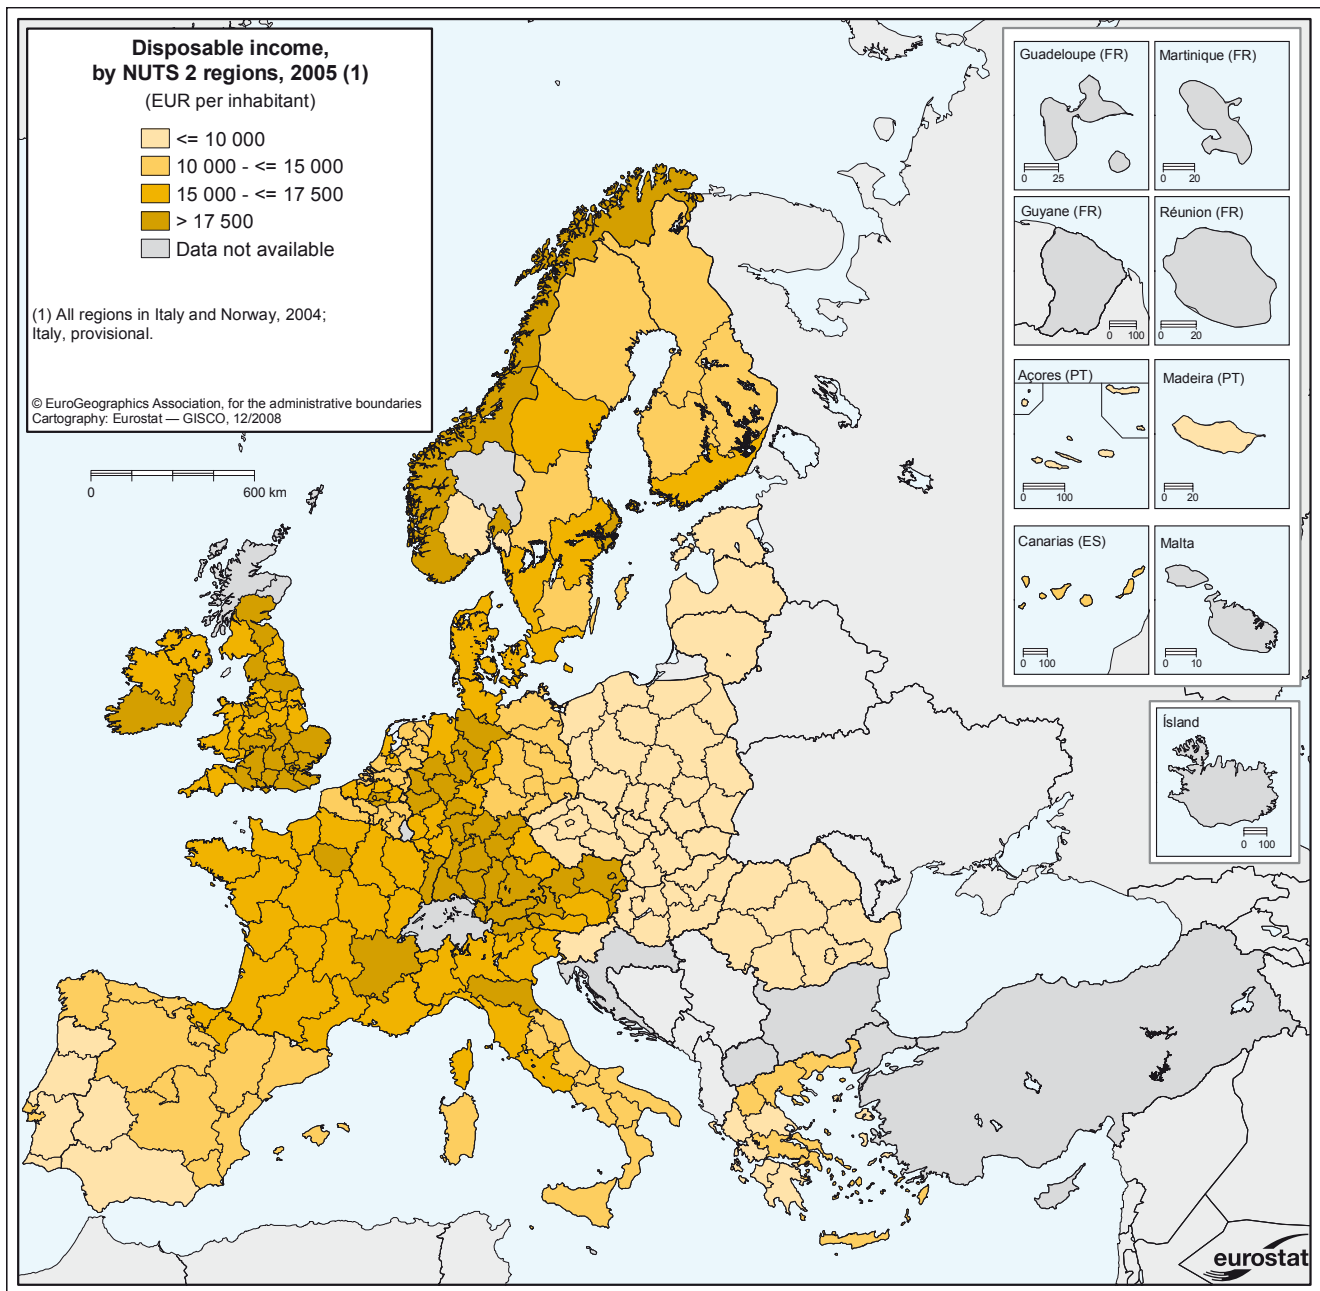 Disposable income,
by NUTS 2 regions, 2005 (1)
(EUR per inhabitant)
<= 10 000
10 000 - <= 15 000
15 000 - <= 17 500
> 17 500
Data not available
(1) All regions in Italy and Norway, 2004;
Italy, provisional.
© EuroGeographics Association, for the administrative boundaries
Cartography: Eurostat — GISCO, 12/2008
0 600 km
Guadeloupe (FR)
0 25
Martinique (FR)
0 20
Guyane (FR)
0 100
Réunion (FR)
0 20
Açores (PT)
0 100
Madeira (PT)
0 20
Canarias (ES)
0 100
Malta
0 10
Ísland
0 100
eurostat